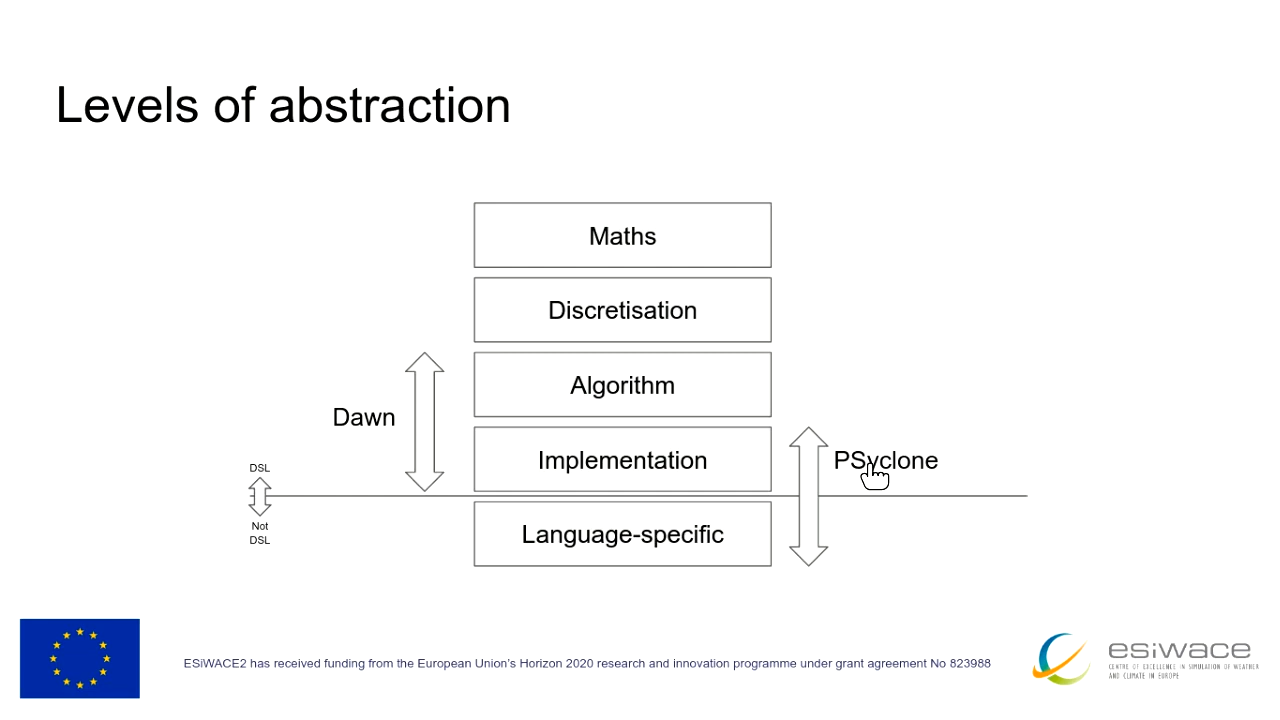 Levels of abstraction
Maths
Discretisation
Algorithm
Dawn
Implementation
PSyclone
DSL
Not
DSL
Language-specific
ESiWACE2 has received funding from the European Union's Horizon 2020 research and innovation programme under grant agreement No 823988
esiwace
CENTRE OF EXCELLENCE IN SIMULATION OF WEATHER
AND CLIMATE IN EUROPE